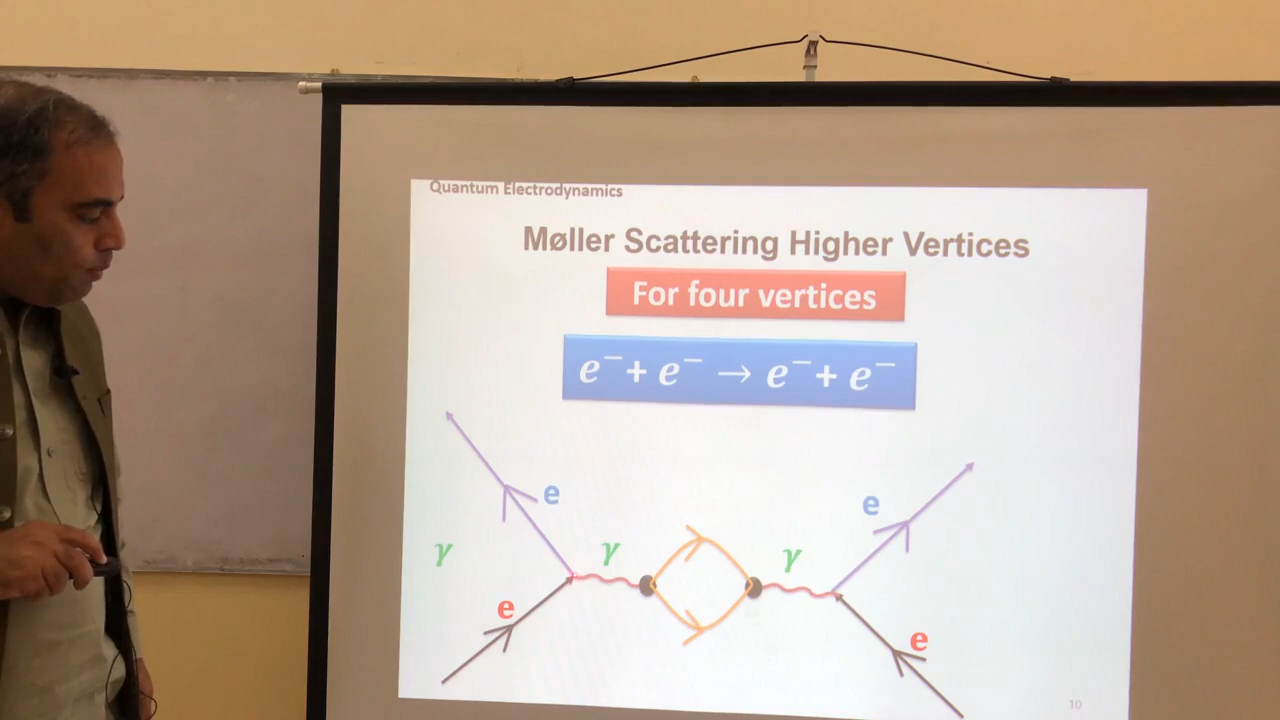 Quantum Electrodynamics
Møller Scattering Higher Vertices
For four vertices
e⁻ + e⁻ → e⁻ + e⁻
e
e
γ
γ
γ
e
e
10